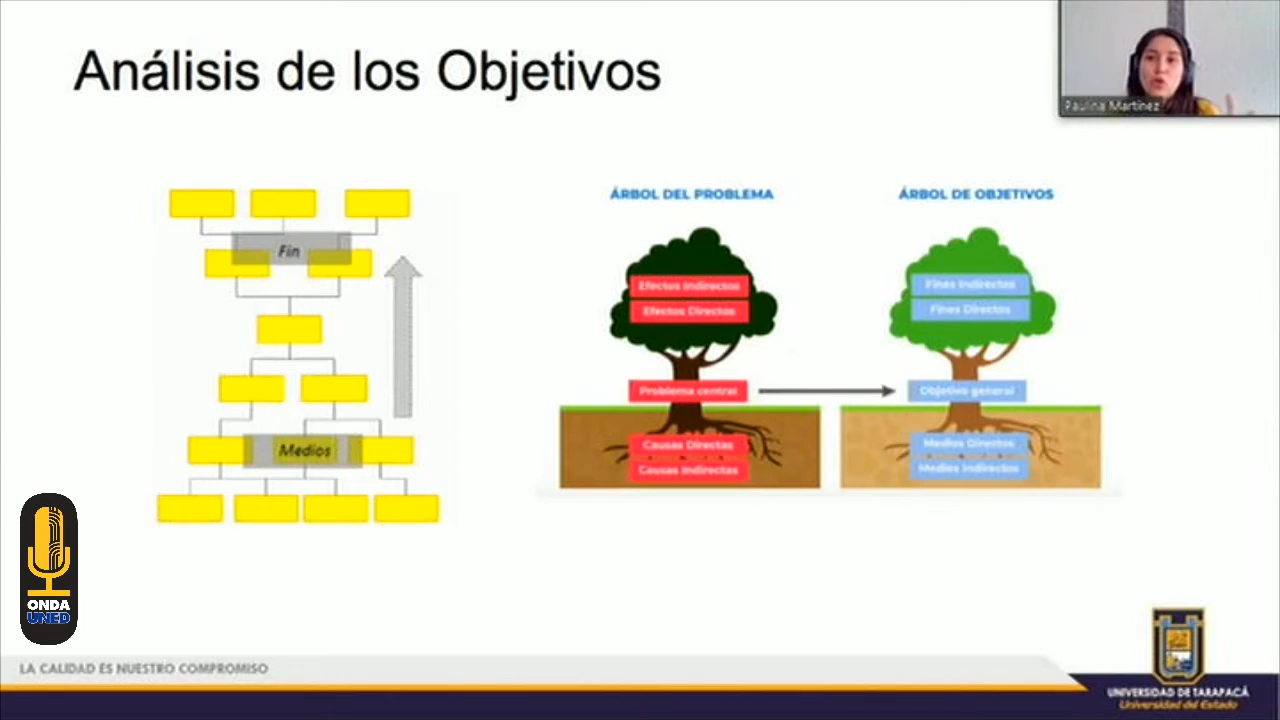 Análisis de los Objetivos
Paulina Martínez
Fin
Medios
ÁRBOL DEL PROBLEMA
Efectos Indirectos
Efectos Directos
Problema central
Causas Directas
Causas Indirectas
ÁRBOL DE OBJETIVOS
Fines Indirectos
Fines Directos
Objetivo general
Medios Directos
Medios Indirectos
ONDA
UNED
LA CALIDAD ES NUESTRO COMPROMISO
UNIVERSIDAD DE TARAPACÁ
Universidad del Estado